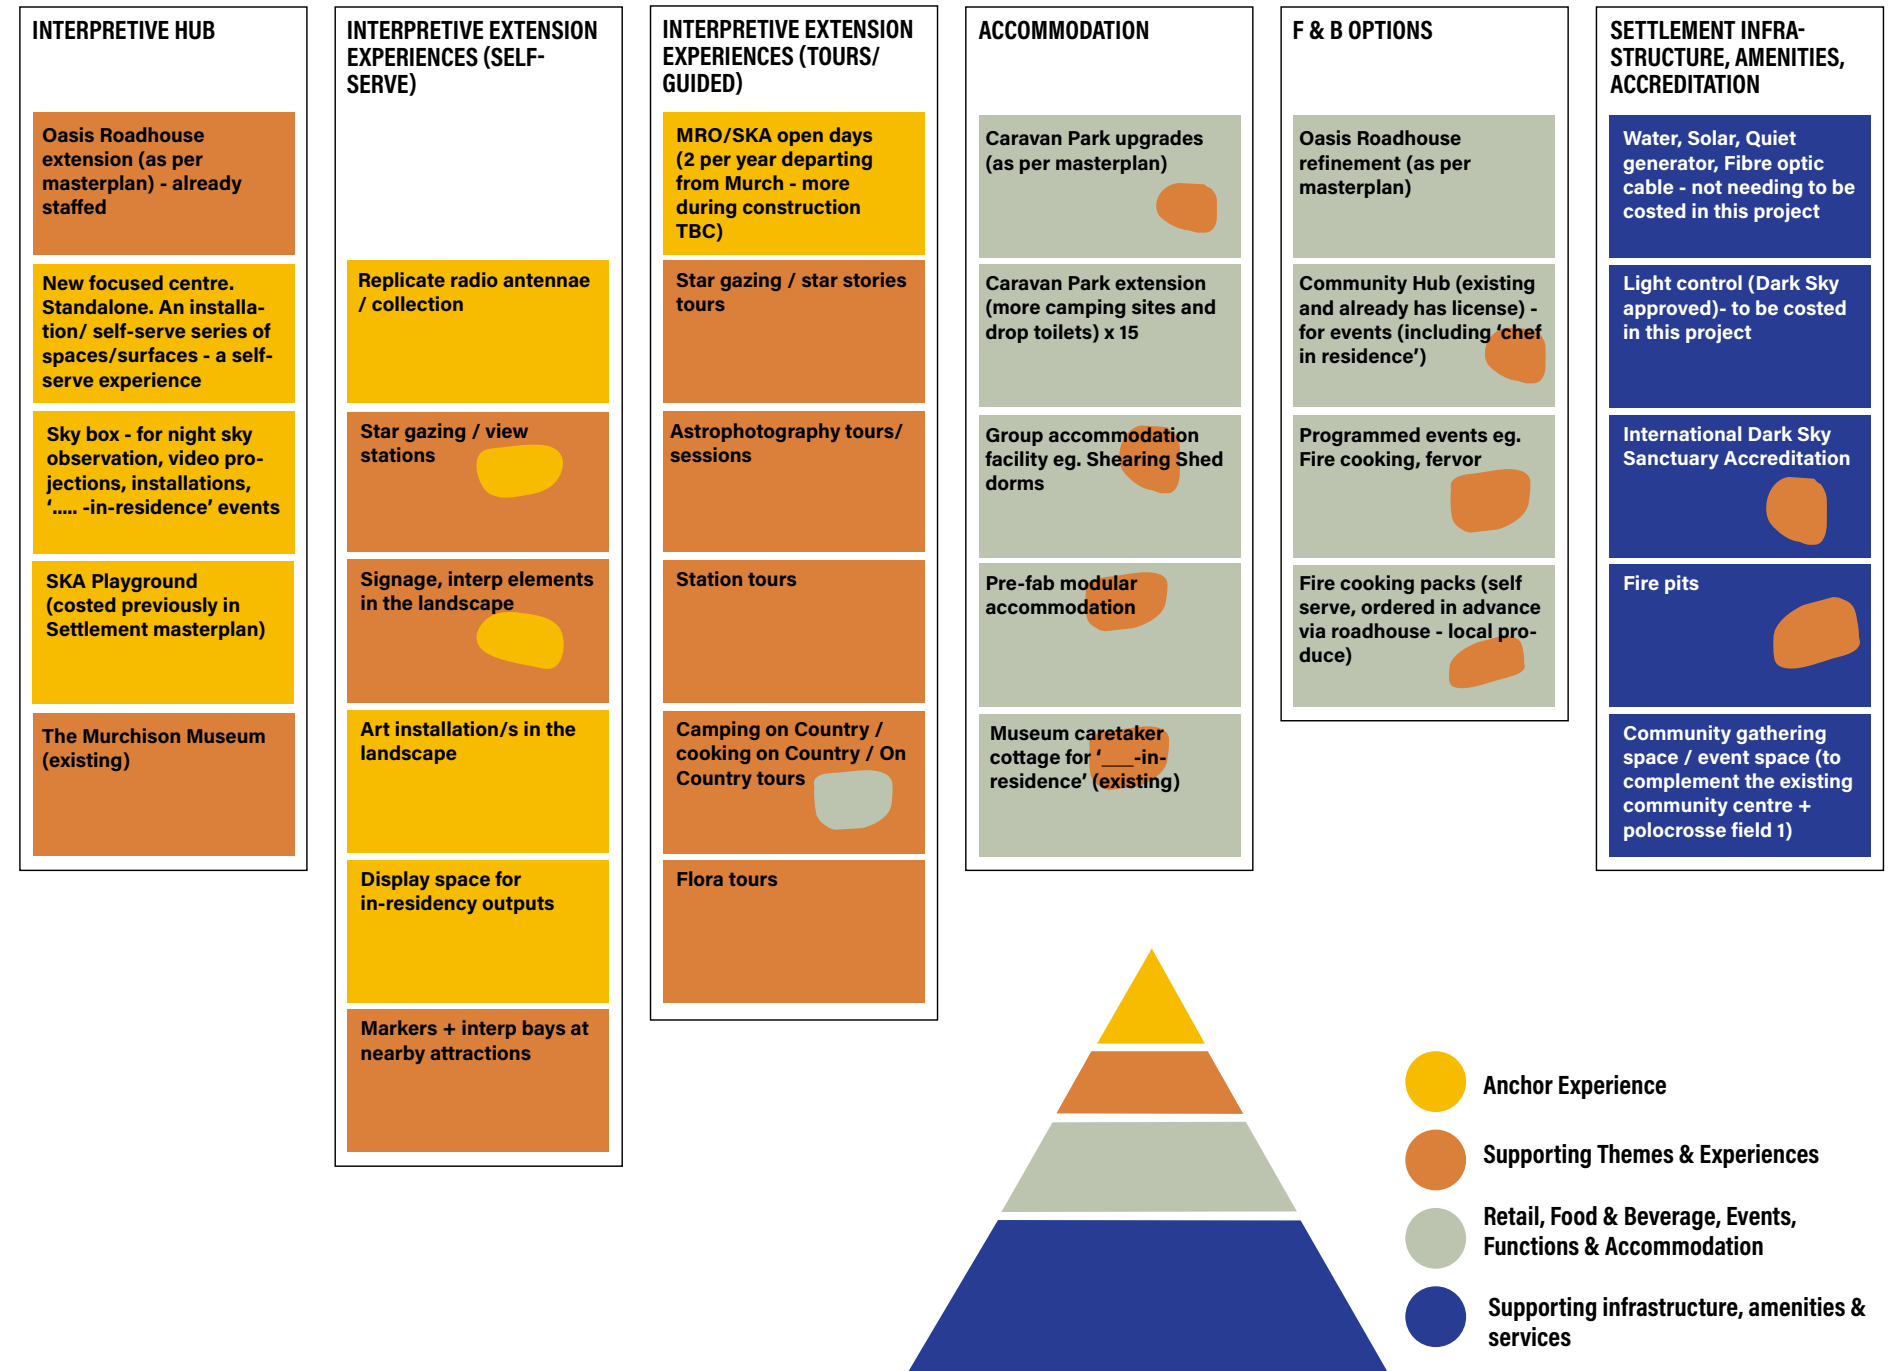 INTERPRETIVE HUB
Oasis Roadhouse
extension (as per
masterplan) - already
staffed
New focused centre.
Standalone. An installa-
tion/ self-serve series of
spaces/surfaces - a self-
serve experience
Sky box - for night sky
observation, video pro-
jections, installations,
‘..... -in-residence’ events
SKA Playground
(costed previously in
Settlement masterplan)
The Murchison Museum
(existing)
INTERPRETIVE EXTENSION
EXPERIENCES (SELF-
SERVE)
Replicate radio antennae
/ collection
Star gazing / view
stations
Signage, interp elements
in the landscape
Art installation/s in the
landscape
Display space for
in-residency outputs
Markers + interp bays at
nearby attractions
INTERPRETIVE EXTENSION
EXPERIENCES (TOURS/
GUIDED)
MRO/SKA open days
(2 per year departing
from Murch - more
during construction
TBC)
Star gazing / star stories
tours
Astrophotography tours/
sessions
Station tours
Camping on Country /
cooking on Country / On
Country tours
Flora tours
ACCOMMODATION
Caravan Park upgrades
(as per masterplan)
Caravan Park extension
(more camping sites and
drop toilets) x 15
Group accommodation
facility eg. Shearing Shed
dorms
Pre-fab modular
accommodation
Museum caretaker
cottage for ‘___-in-
residence’ (existing)
F & B OPTIONS
Oasis Roadhouse
refinement (as per
masterplan)
Community Hub (existing
and already has license) -
for events (including ‘chef
in residence’)
Programmed events eg.
Fire cooking, fervor
Fire cooking packs (self
serve, ordered in advance
via roadhouse - local pro-
duce)
SETTLEMENT INFRA-
STRUCTURE, AMENITIES,
ACCREDITATION
Water, Solar, Quiet
generator, Fibre optic
cable - not needing to be
costed in this project
Light control (Dark Sky
approved)- to be costed
in this project
International Dark Sky
Sanctuary Accreditation
Fire pits
Community gathering
space / event space (to
complement the existing
community centre +
polocrosse field 1)
Anchor Experience
Supporting Themes & Experiences
Retail, Food & Beverage, Events,
Functions & Accommodation
Supporting infrastructure, amenities &
services